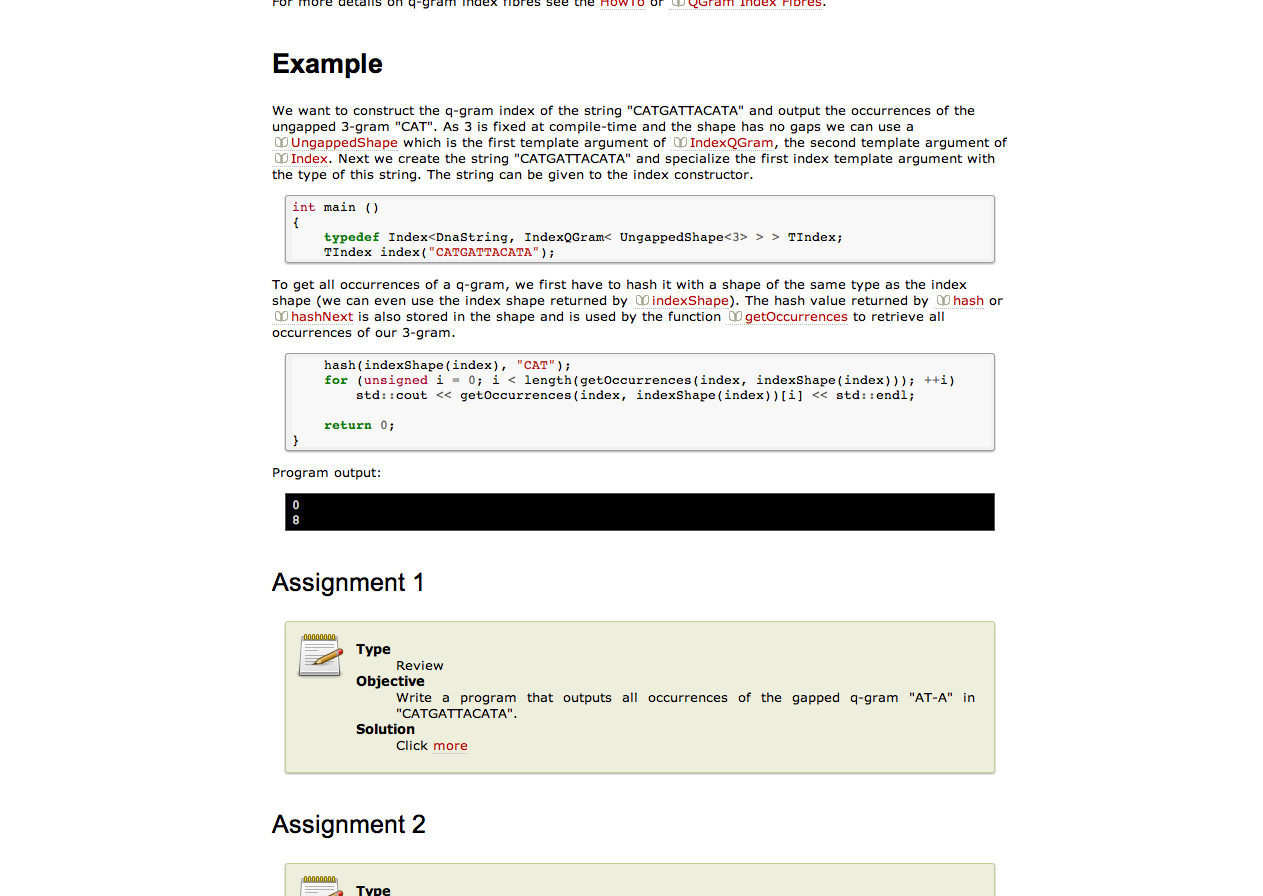 For more details on q-gram index fibres see the HowTo or QGram Index Fibres.
Example
We want to construct the q-gram index of the string "CATGATTACATA" and output the occurrences of the
ungapped 3-gram "CAT". As 3 is fixed at compile-time and the shape has no gaps we can use a
UngappedShape which is the first template argument of IndexQGram, the second template argument of
Index. Next we create the string "CATGATTACATA" and specialize the first index template argument with
the type of this string. The string can be given to the index constructor.
int main ()
{
    typedef Index<DnaString, IndexQGram< UngappedShape<3> > > TIndex;
    TIndex index("CATGATTACATA");
To get all occurrences of a q-gram, we first have to hash it with a shape of the same type as the index
shape (we can even use the index shape returned by indexShape). The hash value returned by hash or
hashNext is also stored in the shape and is used by the function getOccurrences to retrieve all
occurrences of our 3-gram.
    hash(indexShape(index), "CAT");
    for (unsigned i = 0; i < length(getOccurrences(index, indexShape(index))); ++i)
        std::cout << getOccurrences(index, indexShape(index))[i] << std::endl;
    return 0;
}
Program output:
0
8
Assignment 1
Type
Review
Objective
Write a program that outputs all occurrences of the gapped q-gram "AT-A" in
"CATGATTACATA".
Solution
Click more
Assignment 2
Type